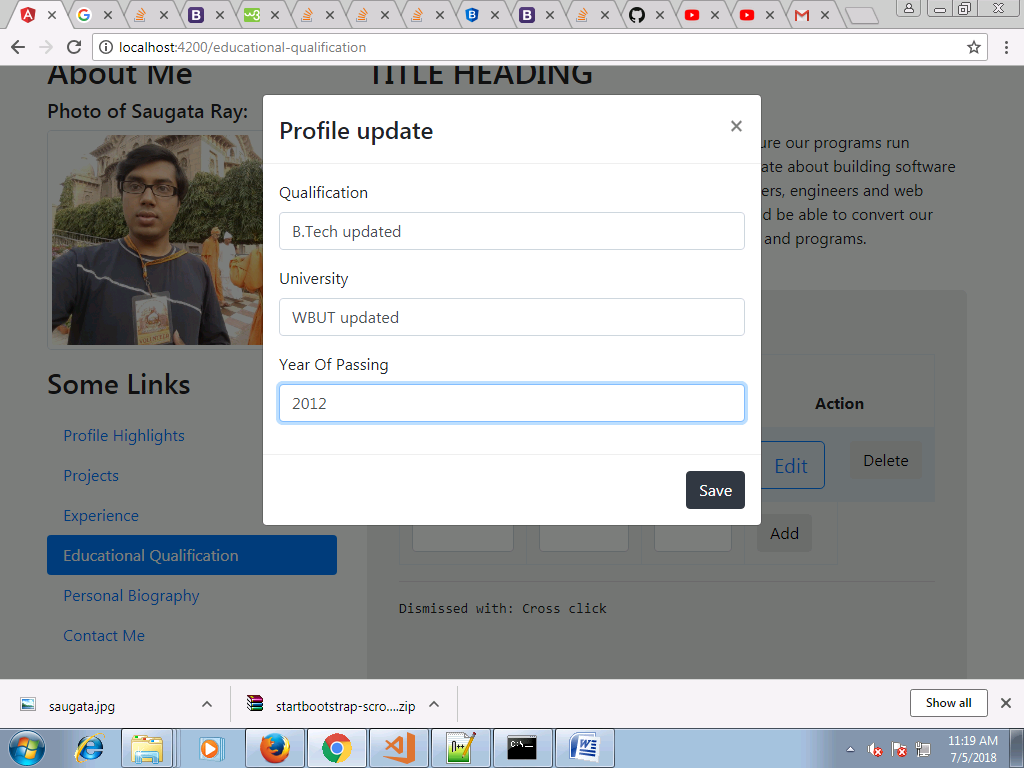 localhost:4200/educational-qualification
About Me
TITLE HEADING
Photo of Saugata Ray:
Profile update
×
ure our programs run
ate about building software
ers, engineers and web
d be able to convert our
and programs.
Qualification
B.Tech updated
University
WBUT updated
Year Of Passing
2012
Save
Some Links
Profile Highlights
Projects
Experience
Educational Qualification
Personal Biography
Contact Me
Action
Edit
Delete
Add
Dismissed with: Cross click
saugata.jpg
startbootstrap-scro....zip
Show all
11:19 AM
7/5/2018